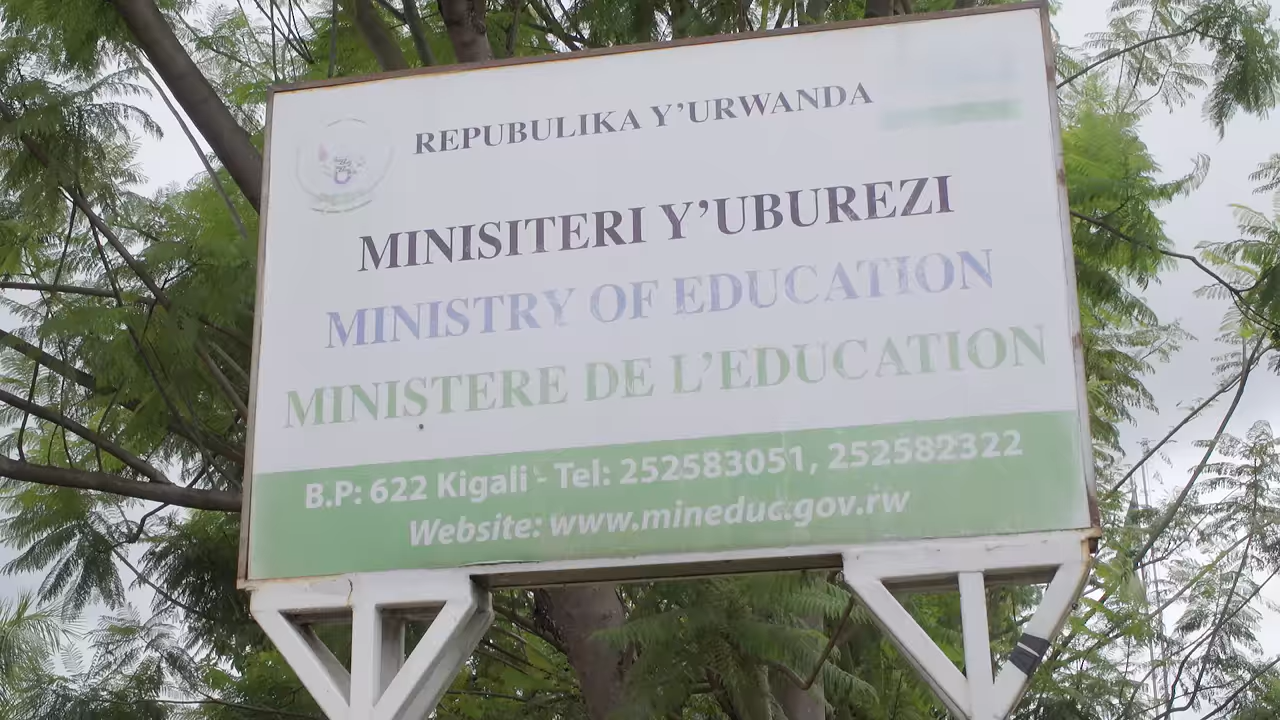 REPUBULIKA Y'URWANDA
MINISITERI Y'UBUREZI
MINISTRY OF EDUCATION
MINISTERE DE L'EDUCATION
B.P: 622 Kigali - Tel: 252583051, 252582322
Website: www.mineduc.gov.rw